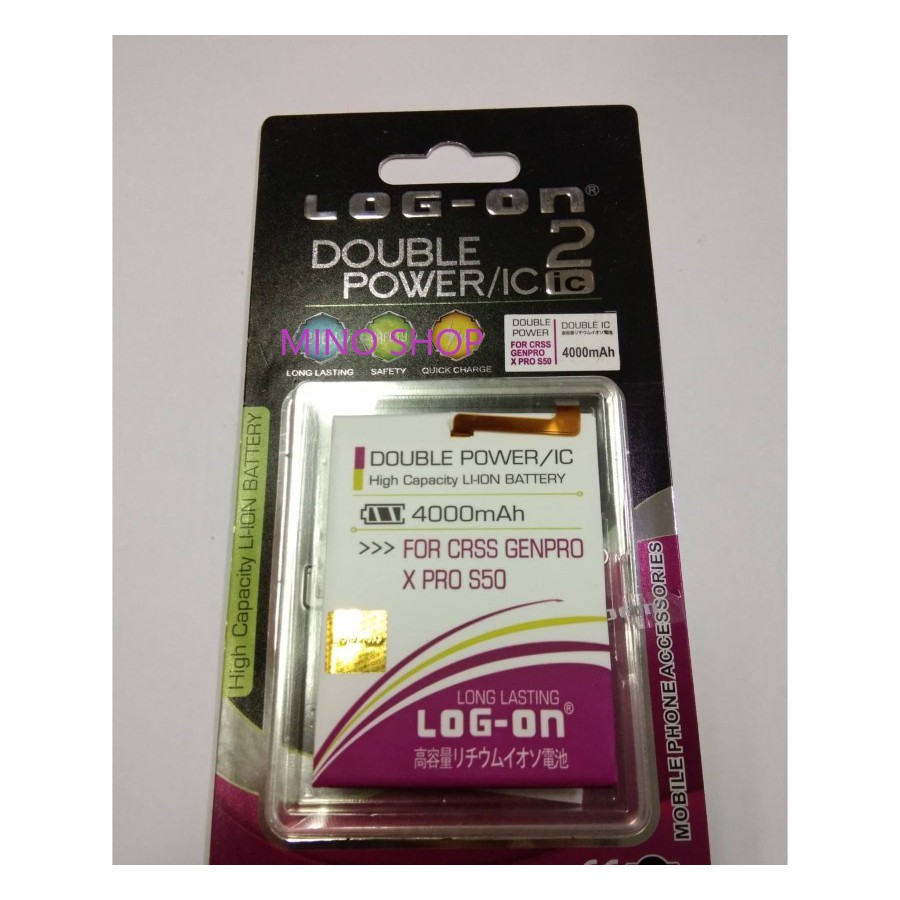 LOG-ON®
DOUBLE
POWER/IC
2
iC
MINO SHOP
LONG LASTING
SAFETY
QUICK CHARGE
DOUBLE
POWER
FOR CRSS
GENPRO
X PRO S50
DOUBLE IC
4000mAh
High Capacity LI-ION BATTERY
DOUBLE POWER/IC
High Capacity LI-ION BATTERY
4000mAh
>>> FOR CRSS GENPRO
X PRO S50
LONG LASTING
LOG-ON®
高容量リチウムイオソ電池
MOBILE PHONE ACCESSORIES